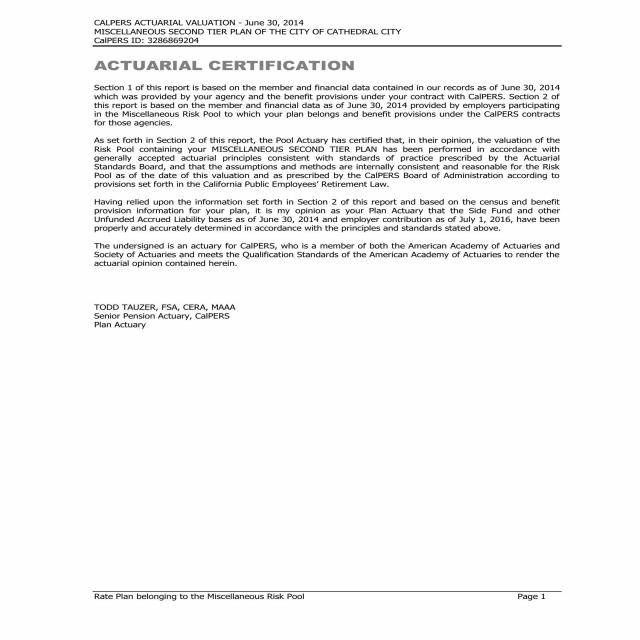 CALPERS ACTUARIAL VALUATION - June 30, 2014
MISCELLANEOUS SECOND TIER PLAN OF THE CITY OF CATHEDRAL CITY
CalPERS ID: 3286869204
ACTUARIAL CERTIFICATION
Section 1 of this report is based on the member and financial data contained in our records as of June 30, 2014
which was provided by your agency and the benefit provisions under your contract with CalPERS. Section 2 of
this report is based on the member and financial data as of June 30, 2014 provided by employers participating
in the Miscellaneous Risk Pool to which your plan belongs and benefit provisions under the CalPERS contracts
for those agencies.
As set forth in Section 2 of this report, the Pool Actuary has certified that, in their opinion, the valuation of the
Risk Pool containing your MISCELLANEOUS SECOND TIER PLAN has been performed in accordance with
generally accepted actuarial principles consistent with standards of practice prescribed by the Actuarial
Standards Board, and that the assumptions and methods are internally consistent and reasonable for the Risk
Pool as of the date of this valuation and as prescribed by the CalPERS Board of Administration according to
provisions set forth in the California Public Employees' Retirement Law.
Having relied upon the information set forth in Section 2 of this report and based on the census and benefit
provision information for your plan, it is my opinion as your Plan Actuary that the Side Fund and other
Unfunded Accrued Liability bases as of June 30, 2014 and employer contribution as of July 1, 2016, have been
properly and accurately determined in accordance with the principles and standards stated above.
The undersigned is an actuary for CalPERS, who is a member of both the American Academy of Actuaries and
Society of Actuaries and meets the Qualification Standards of the American Academy of Actuaries to render the
actuarial opinion contained herein.
TODD TAUZER, FSA, CERA, MAAA
Senior Pension Actuary, CalPERS
Plan Actuary
Rate Plan belonging to the Miscellaneous Risk Pool Page 1